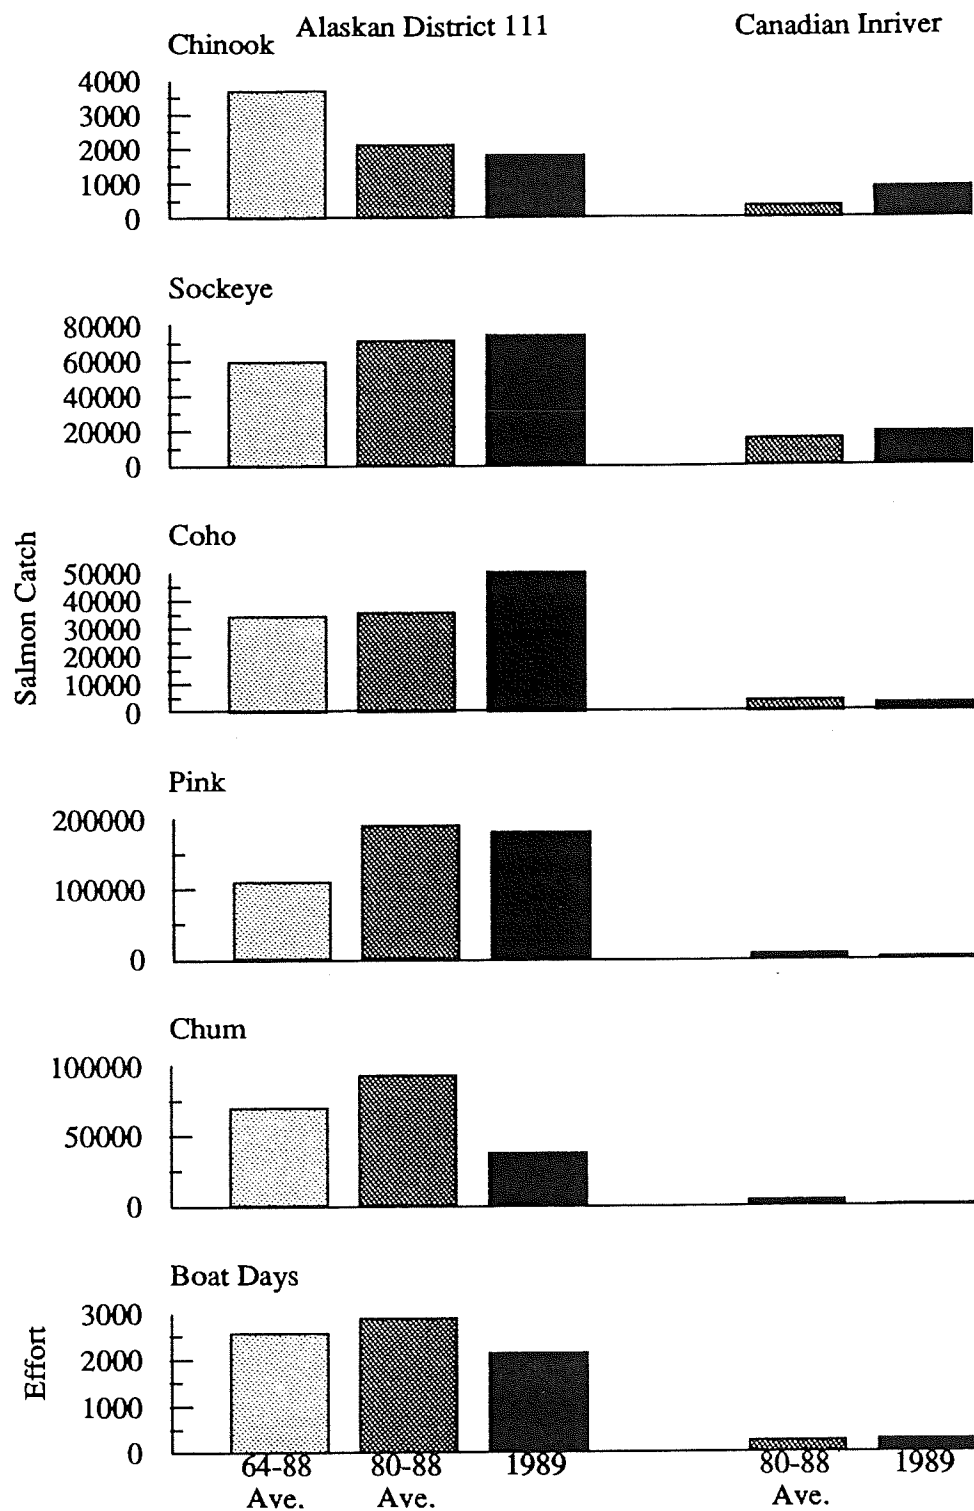 Alaskan District 111
Canadian Inriver
Chinook
4000
3000
2000
1000
0
Sockeye
80000
60000
40000
20000
0
Salmon Catch
Coho
50000
40000
30000
20000
10000
0
Pink
200000
100000
0
Chum
100000
50000
0
Effort
Boat Days
3000
2000
1000
0
64-88 80-88 1989 80-88 1989
Ave. Ave. Ave.